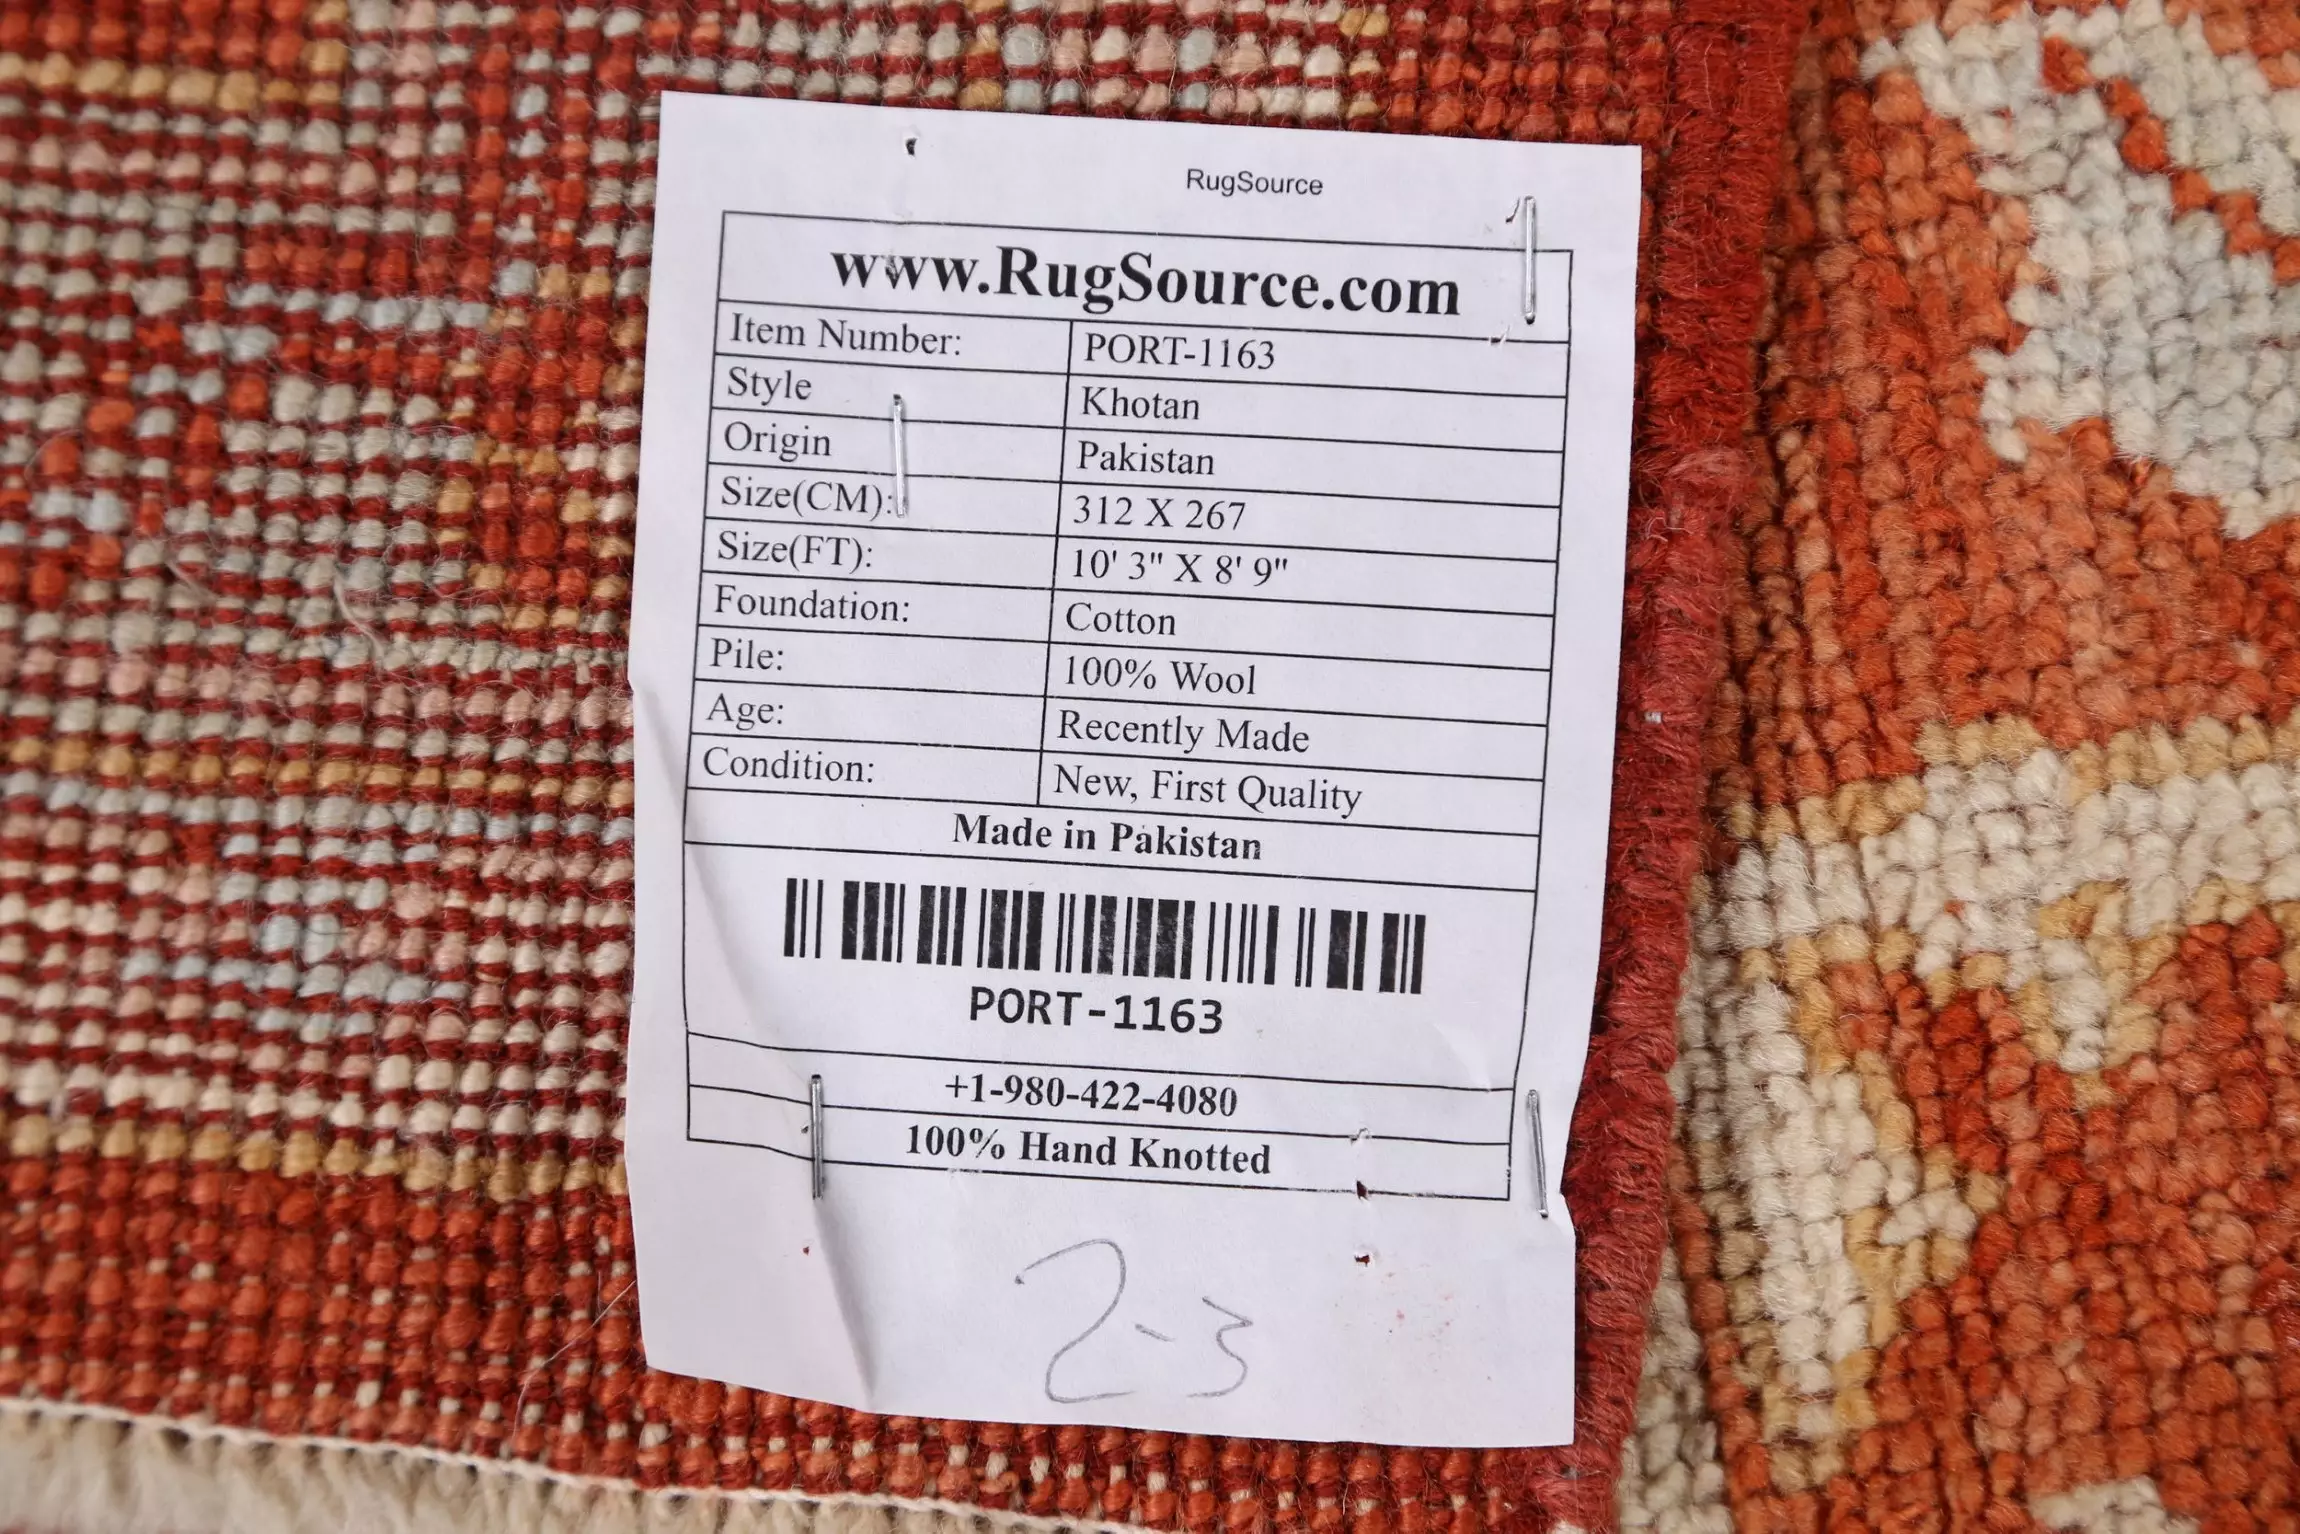 RugSource
www.RugSource.com
Item Number: PORT-1163
Style Khotan
Origin Pakistan
Size(CM): 312 X 267
Size(FT): 10' 3" X 8' 9"
Foundation: Cotton
Pile: 100% Wool
Age: Recently Made
Condition: New, First Quality
Made in Pakistan
PORT-1163
+1-980-422-4080
100% Hand Knotted
2-3